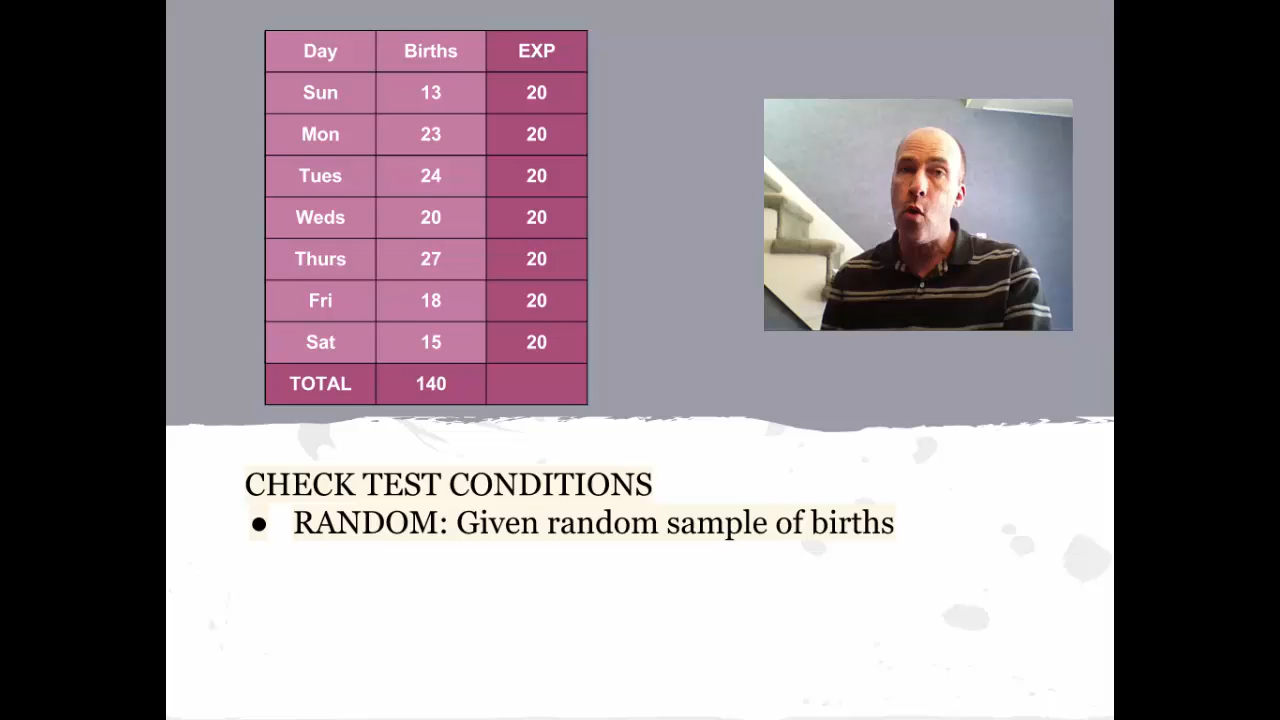 Day Births EXP
Sun 13 20
Mon 23 20
Tues 24 20
Weds 20 20
Thurs 27 20
Fri 18 20
Sat 15 20
TOTAL 140
CHECK TEST CONDITIONS
● RANDOM: Given random sample of births